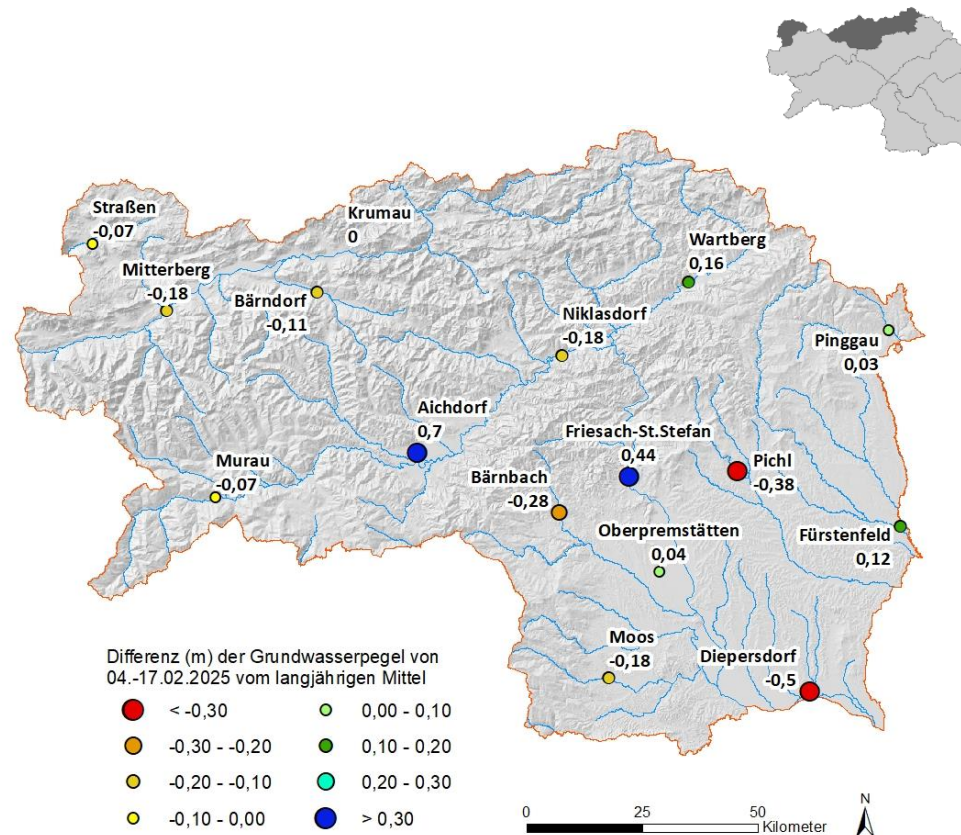 Straßen
-0,07
Krumau
0
Wartberg
0,16
Mitterberg
-0,18
Bärndorf
-0,11
Niklasdorf
-0,18
Pinggau
0,03
Aichdorf
0,7
Friesach-St.Stefan
0,44
Pichl
-0,38
Murau
-0,07
Bärnbach
-0,28
Oberpremstätten
0,04
Fürstenfeld
0,12
Moos
-0,18
Diepersdorf
-0,5
Differenz (m) der Grundwasserpegel von
04.-17.02.2025 vom langjährigen Mittel
< -0,30
-0,30 - -0,20
-0,20 - -0,10
-0,10 - 0,00
0,00 - 0,10
0,10 - 0,20
0,20 - 0,30
> 0,30
0 25 50
Kilometer
N